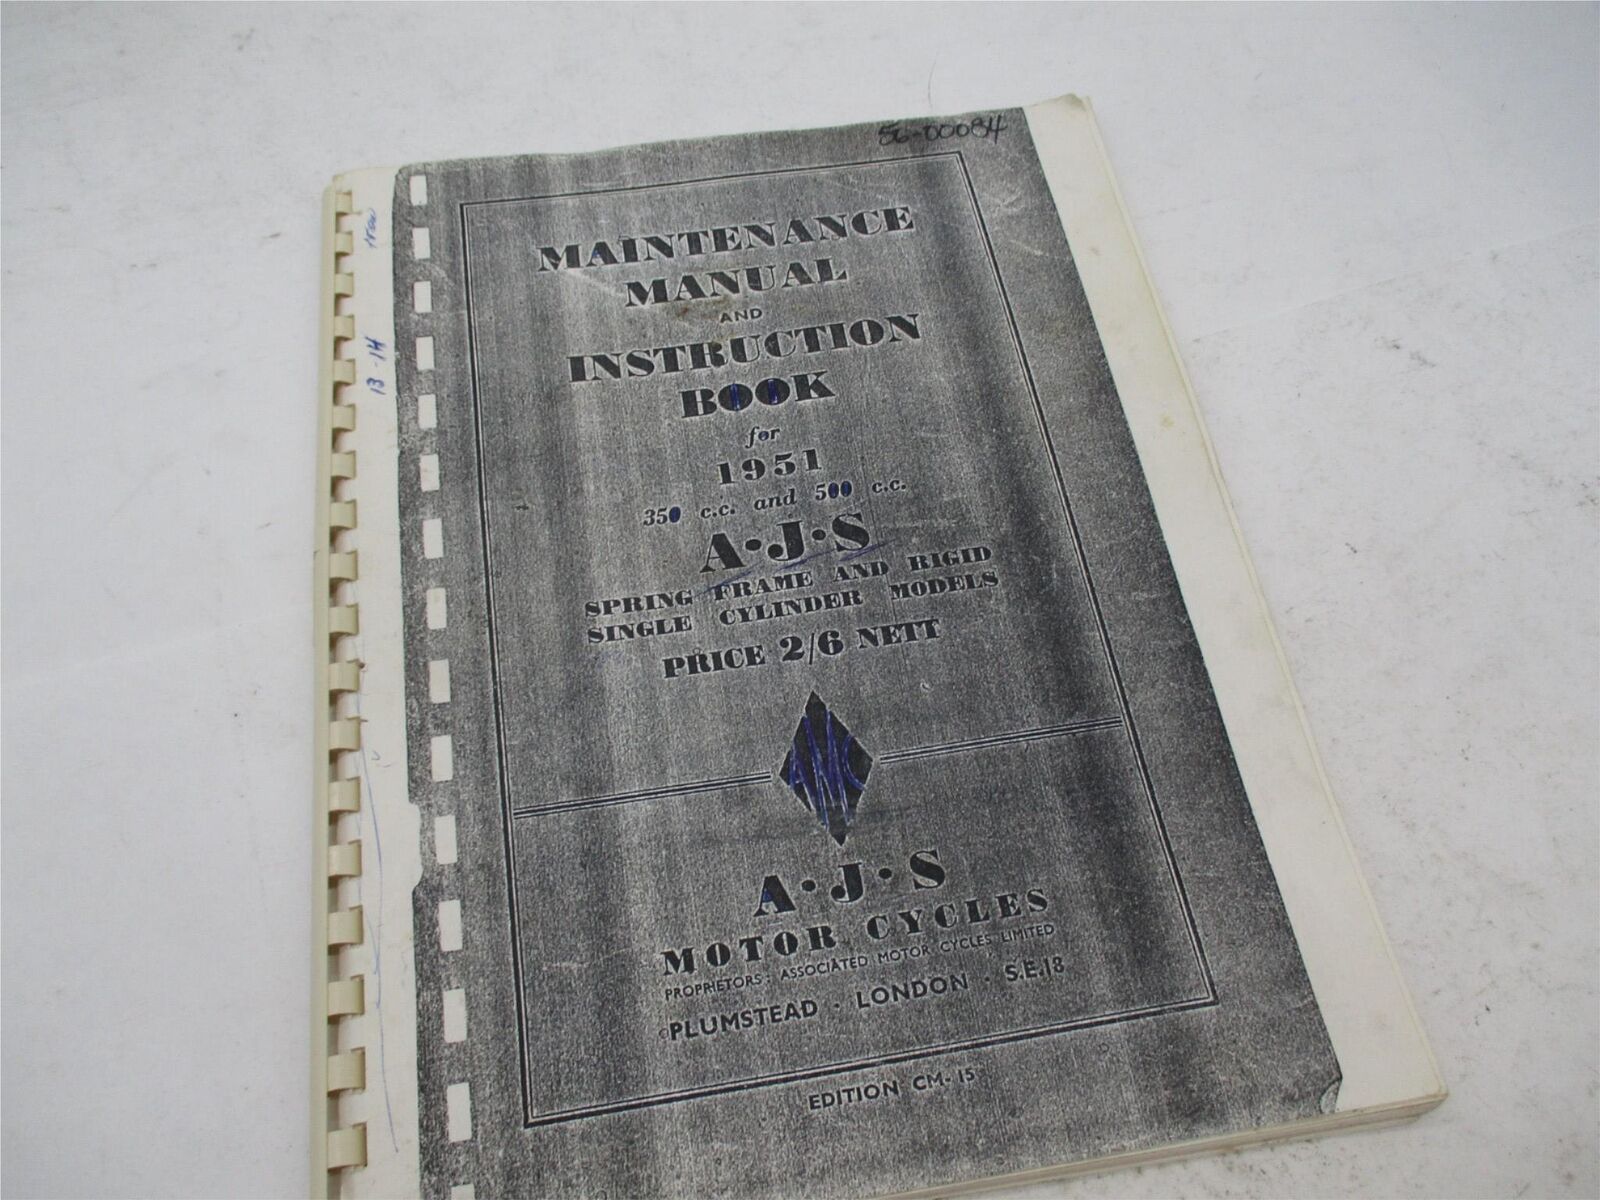 56-00084
MAINTENANCE
MANUAL
AND
INSTRUCTION
BOOK
for
1951
350 c.c. and 500 c.c.
A·J·S
SPRING FRAME AND RIGID
SINGLE CYLINDER MODELS
PRICE 2/6 NETT
AMC
A·J·S
MOTOR CYCLES
PROPRIETORS: ASSOCIATED MOTOR CYCLES LIMITED
PLUMSTEAD · LONDON · S.E.18
EDITION CM-15
13-14